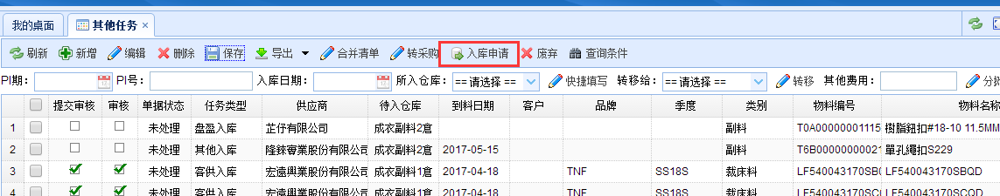 我的桌面 其他任务 ×
刷新 新增 编辑 删除 保存 导出 合并清单 转采购 入库申请 废弃 查询条件
PI期： PI号： 入库日期： 所入仓库： == 请选择 == 快捷填写 转移给： == 请选择 == 转移 其他费用：
提交审核 审核 单据状态 任务类型 供应商 待入仓库 到料日期 客户 品牌 季度 类别 物料编号 物料名称
1 未处理 盘盈入库 芷仔有限公司 成衣副料2倉 副料 T0A00000001115 樹脂鈕扣#18-10 11.5MM
2 未处理 其他入库 隆錸實業股份有限公司 成衣副料2倉 2017-05-15 副料 T6B00000000021 單孔繩扣S229
3 未处理 客供入库 宏遠興業股份有限公司 成衣副料1倉 2017-04-18 TNF SS18S 裁床料 LF540043170SBQD LF540043170SBQD
4 未处理 客供入库 宏遠興業股份有限公司 成衣副料1倉 2017-04-18 TNF SS18S 裁床料 LF540043170SCQD LF540043170SCQD